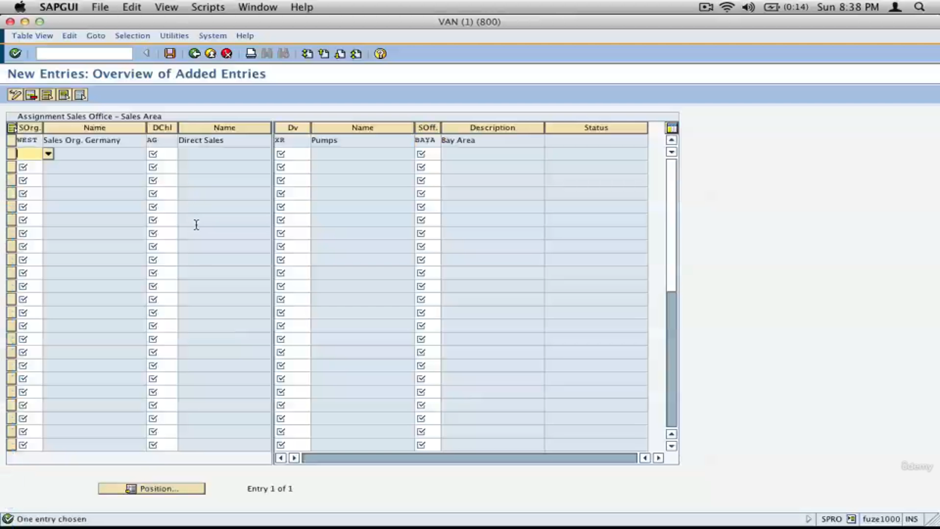 SAPGUI File Edit View Scripts Window Help (0:14) Sun 8:38 PM
VAN (1) (800)
Table View Edit Goto Selection Utilities System Help
New Entries: Overview of Added Entries
Assignment Sales Office - Sales Area
SOrg. Name DChl Name Dv Name SOff. Description Status
WEST Sales Org. Germany AG Direct Sales XR Pumps BATA Bay Area
Position... Entry 1 of 1
Udemy
One entry chosen SPRO fuze1000 INS